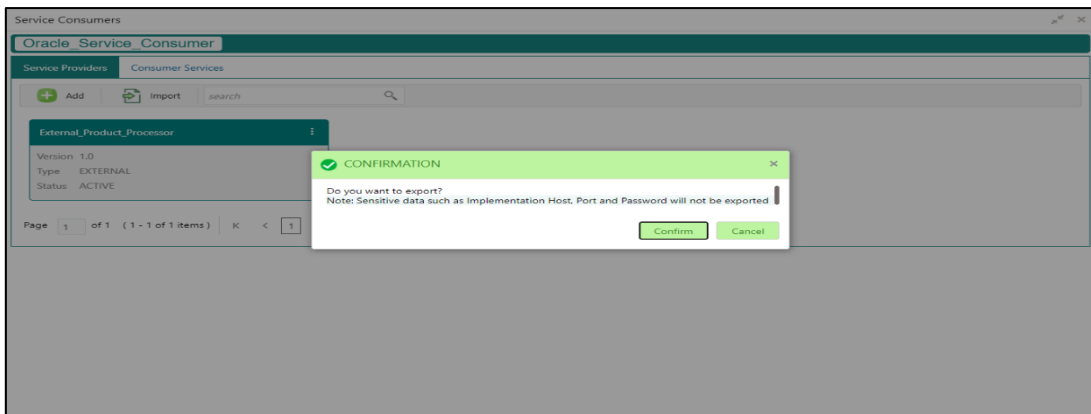 Service Consumers
Oracle_Service_Consumer
Service Providers Consumer Services
Add Import search
External_Product_Processor
Version 1.0
Type EXTERNAL
Status ACTIVE
Page 1 of 1 (1 - 1 of 1 items) K < 1
CONFIRMATION
Do you want to export?
Note: Sensitive data such as Implementation Host, Port and Password will not be exported
Confirm Cancel